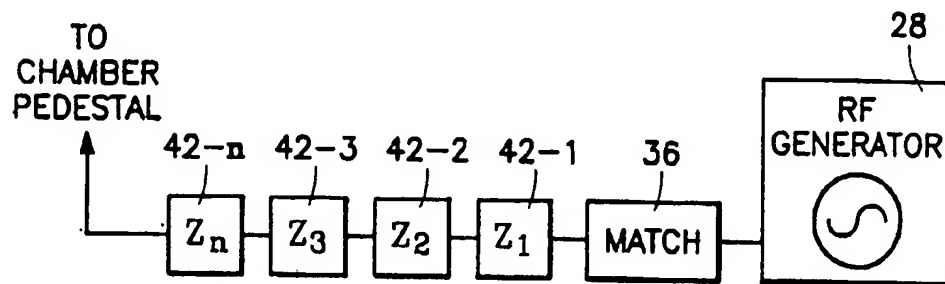 TO
CHAMBER
PEDESTAL
28
RF
GENERATOR
42-n
42-3
42-2
42-1
36
Zn
Z3
Z2
Z1
MATCH